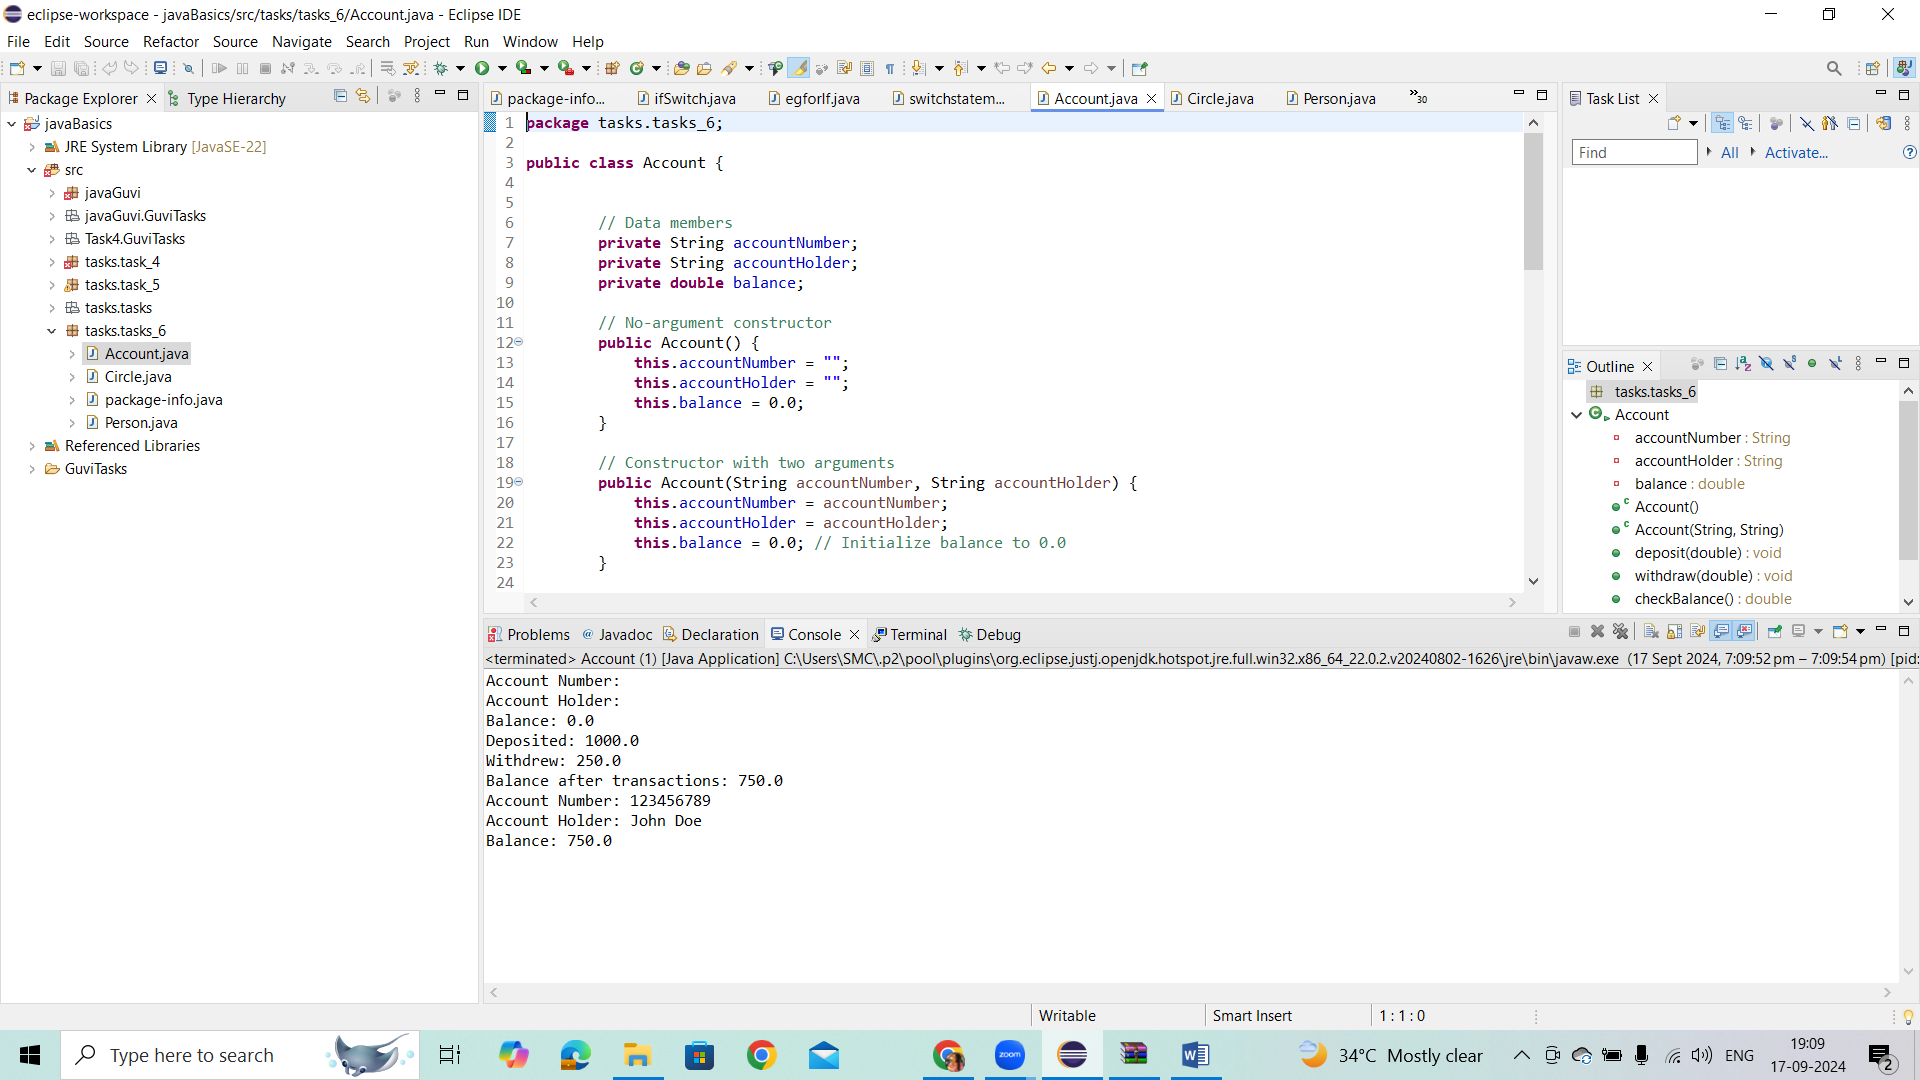 eclipse-workspace - javaBasics/src/tasks/tasks_6/Account.java - Eclipse IDE
File Edit Source Refactor Source Navigate Search Project Run Window Help
Package Explorer Type Hierarchy
javaBasics
JRE System Library [JavaSE-22]
src
javaGuvi
javaGuvi.GuviTasks
Task4.GuviTasks
tasks.task_4
tasks.task_5
tasks.tasks
tasks.tasks_6
Account.java
Circle.java
package-info.java
Person.java
Referenced Libraries
GuviTasks
package-info... ifSwitch.java egforIf.java switchstatem... Account.java Circle.java Person.java »30
1 package tasks.tasks_6;
2
3 public class Account {
4
5
6 // Data members
7 private String accountNumber;
8 private String accountHolder;
9 private double balance;
10
11 // No-argument constructor
12 public Account() {
13 this.accountNumber = "";
14 this.accountHolder = "";
15 this.balance = 0.0;
16 }
17
18 // Constructor with two arguments
19 public Account(String accountNumber, String accountHolder) {
20 this.accountNumber = accountNumber;
21 this.accountHolder = accountHolder;
22 this.balance = 0.0; // Initialize balance to 0.0
23 }
24
Task List
Find All Activate...
Outline
tasks.tasks_6
Account
accountNumber : String
accountHolder : String
balance : double
Account()
Account(String, String)
deposit(double) : void
withdraw(double) : void
checkBalance() : double
Problems @ Javadoc Declaration Console Terminal Debug
<terminated> Account (1) [Java Application] C:\Users\SMC\.p2\pool\plugins\org.eclipse.justj.openjdk.hotspot.jre.full.win32.x86_64_22.0.2.v20240802-1626\jre\bin\javaw.exe (17 Sept 2024, 7:09:52 pm – 7:09:54 pm) [pid:
Account Number:
Account Holder:
Balance: 0.0
Deposited: 1000.0
Withdrew: 250.0
Balance after transactions: 750.0
Account Number: 123456789
Account Holder: John Doe
Balance: 750.0
Writable Smart Insert 1 : 1 : 0
Type here to search
zoom
34°C Mostly clear
ENG
19:09
17-09-2024
2